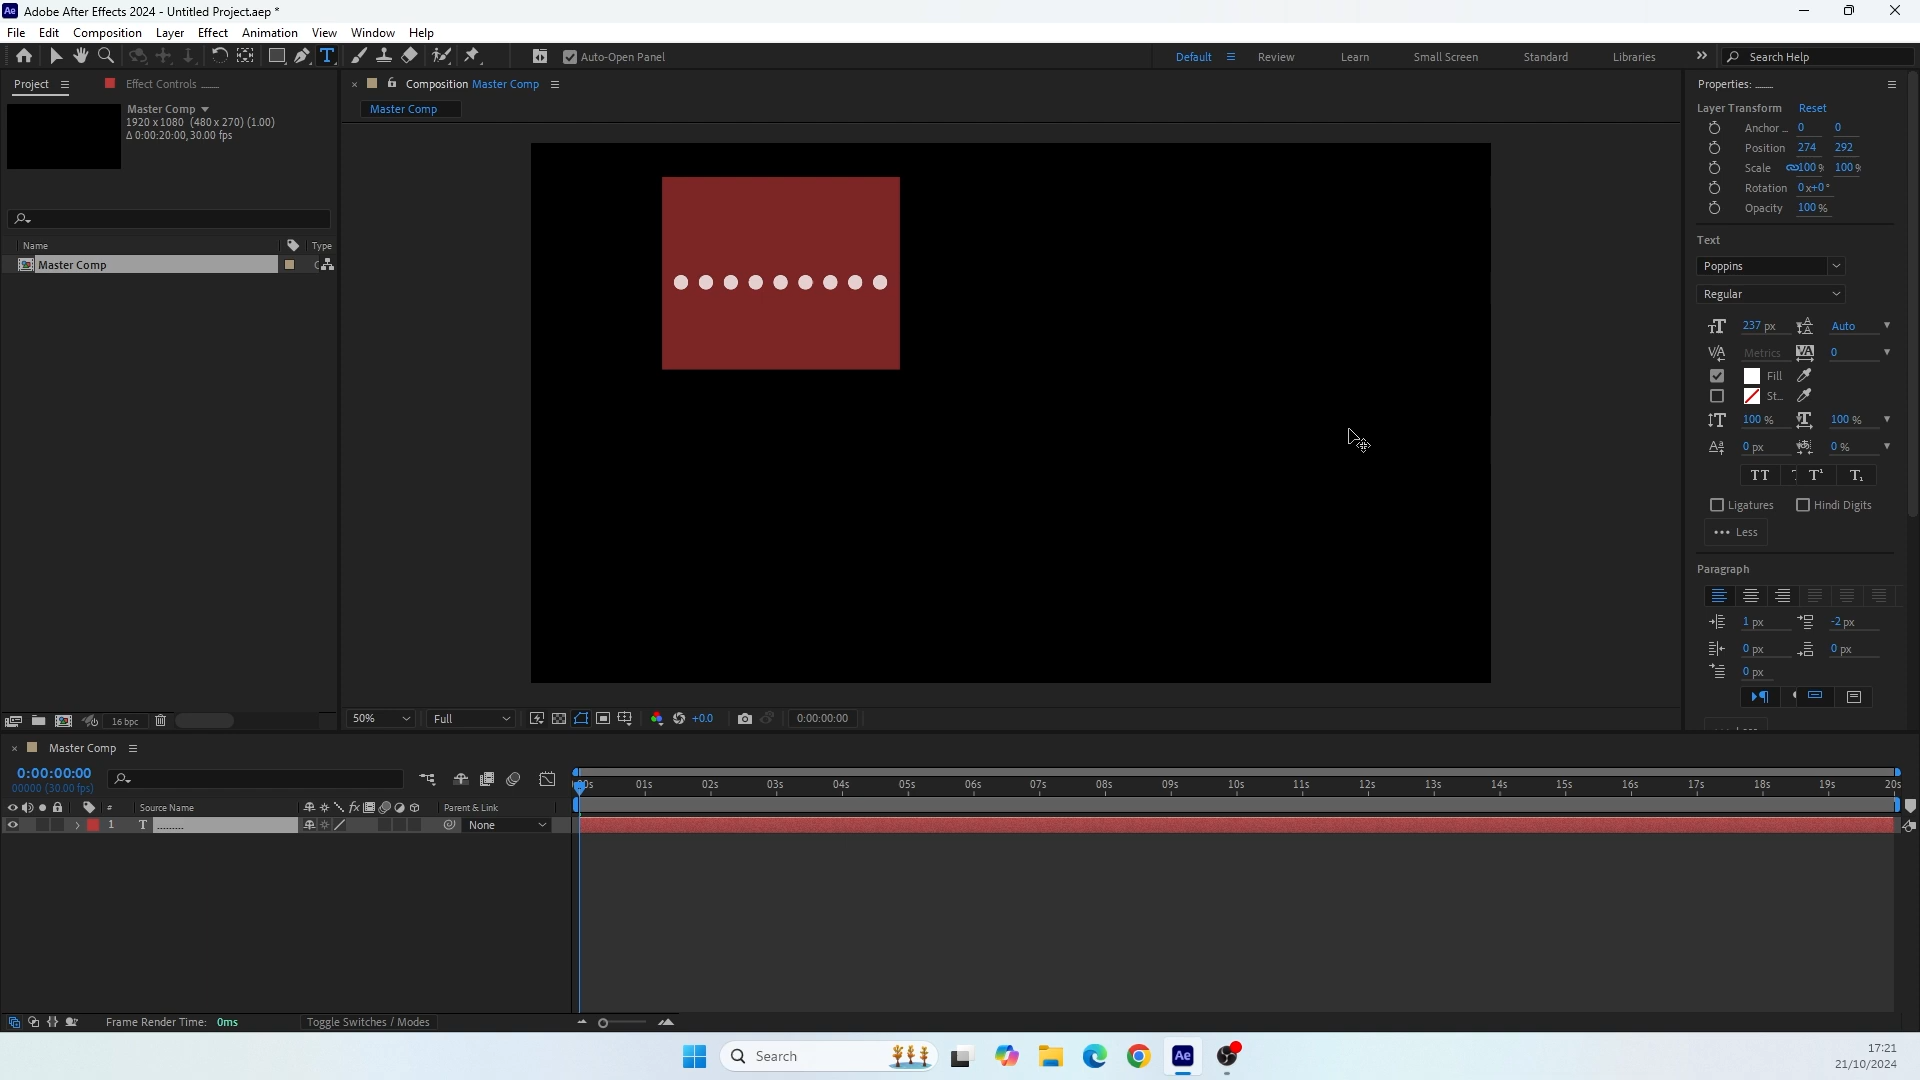 Adobe After Effects 2024 - Untitled Project.aep *
File Edit Composition Layer Effect Animation View Window Help
Auto-Open Panel Default Review Learn Small Screen Standard Libraries Search Help
Project Effect Controls .........
Master Comp
1920 x 1080 (480 x 270) (1.00)
Δ 0:00:20:00, 30.00 fps
Name Type
Master Comp
16 bpc
Composition Master Comp
Master Comp
.........
50% Full +0.0 0:00:00:00
Properties: .........
Layer Transform Reset
Anchor ... 0 0
Position 274 292
Scale 100 % 100 %
Rotation 0x+0°
Opacity 100 %
Text
Poppins
Regular
237 px Auto
Metrics 0
Fill
St...
100 % 100 %
0 px 0 %
TT T¹ T₁
Ligatures Hindi Digits
Less
Paragraph
1 px -2 px
0 px 0 px
0 px
Master Comp
0:00:00:00
00000 (30.00 fps)
# Source Name Parent & Link
1 T ......... None
01s 02s 03s 04s 05s 06s 07s 08s 09s 10s 11s 12s 13s 14s 15s 16s 17s 18s 19s 20s
Frame Render Time: 0ms Toggle Switches / Modes
Search
17:21
21/10/2024